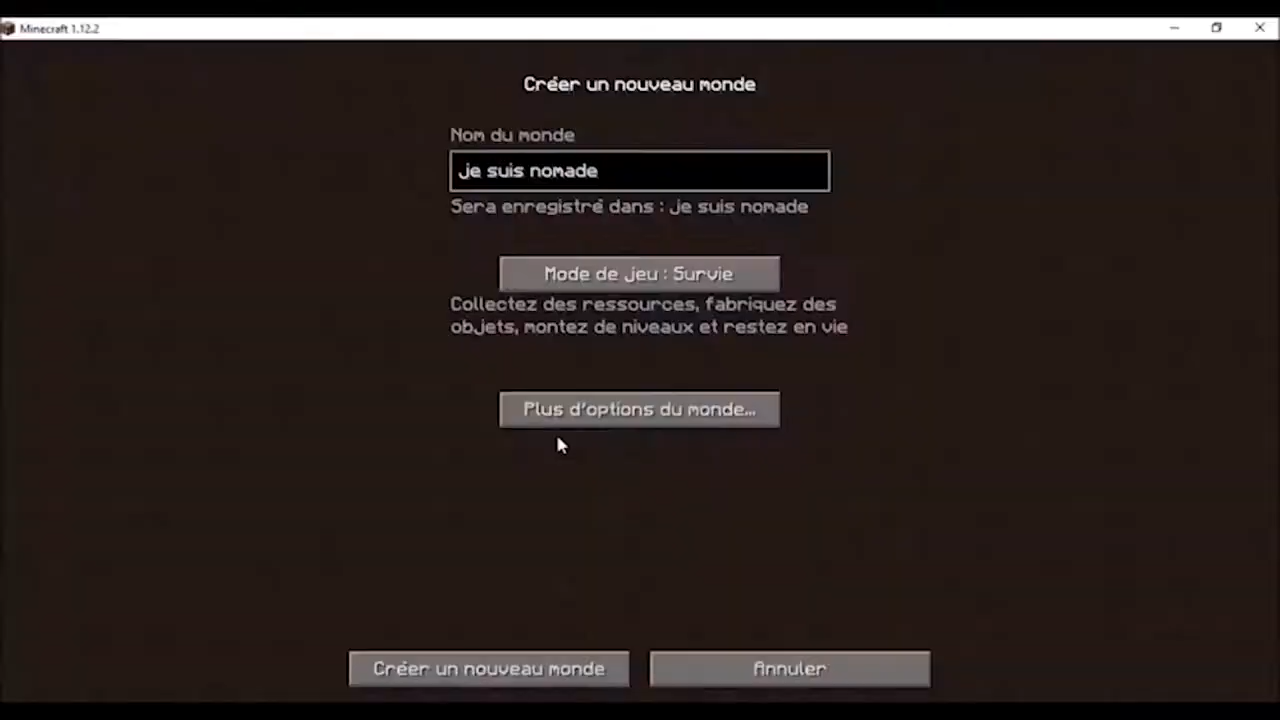 Minecraft 1.12.2
Créer un nouveau monde
Nom du monde
je suis nomade
Sera enregistré dans : je suis nomade
Mode de jeu : Survie
Collectez des ressources, fabriquez des
objets, montez de niveaux et restez en vie
Plus d'options du monde...
Créer un nouveau monde
Annuler